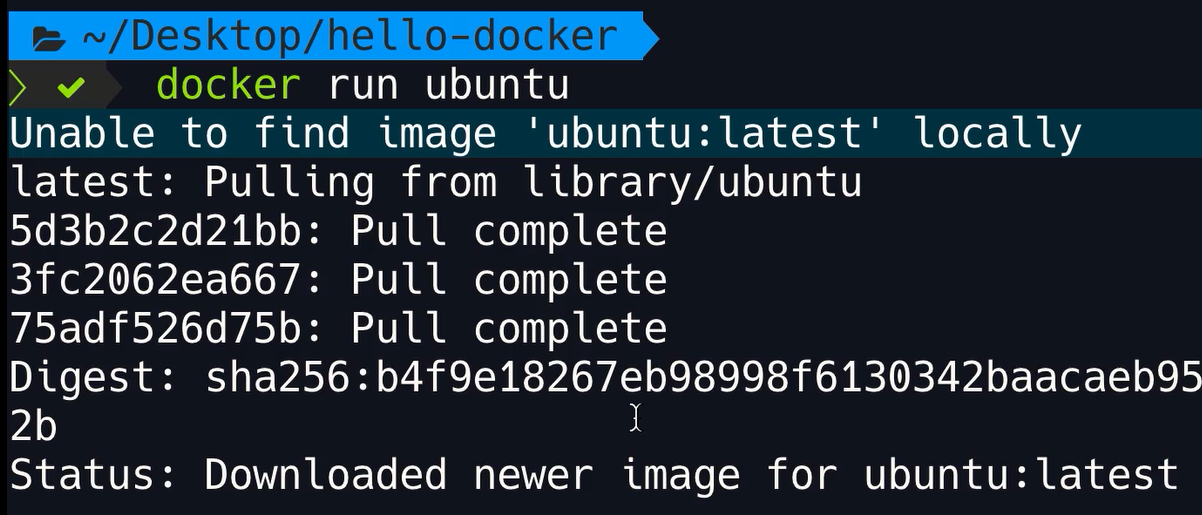 ~/Desktop/hello-docker
docker run ubuntu
Unable to find image 'ubuntu:latest' locally
latest: Pulling from library/ubuntu
5d3b2c2d21bb: Pull complete
3fc2062ea667: Pull complete
75adf526d75b: Pull complete
Digest: sha256:b4f9e18267eb98998f6130342baacaeb95
2b
Status: Downloaded newer image for ubuntu:latest